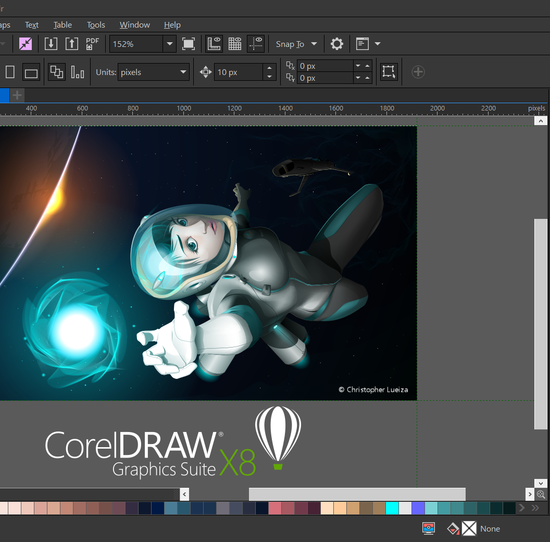 Text Table Tools Window Help
PDF 152% Snap To
Units: pixels 10 px 0 px
0 px
400 600 800 1000 1200 1400 1600 1800 2000 2200 pixels
© Christopher Lueiza
CorelDRAW®
Graphics Suite X8
None